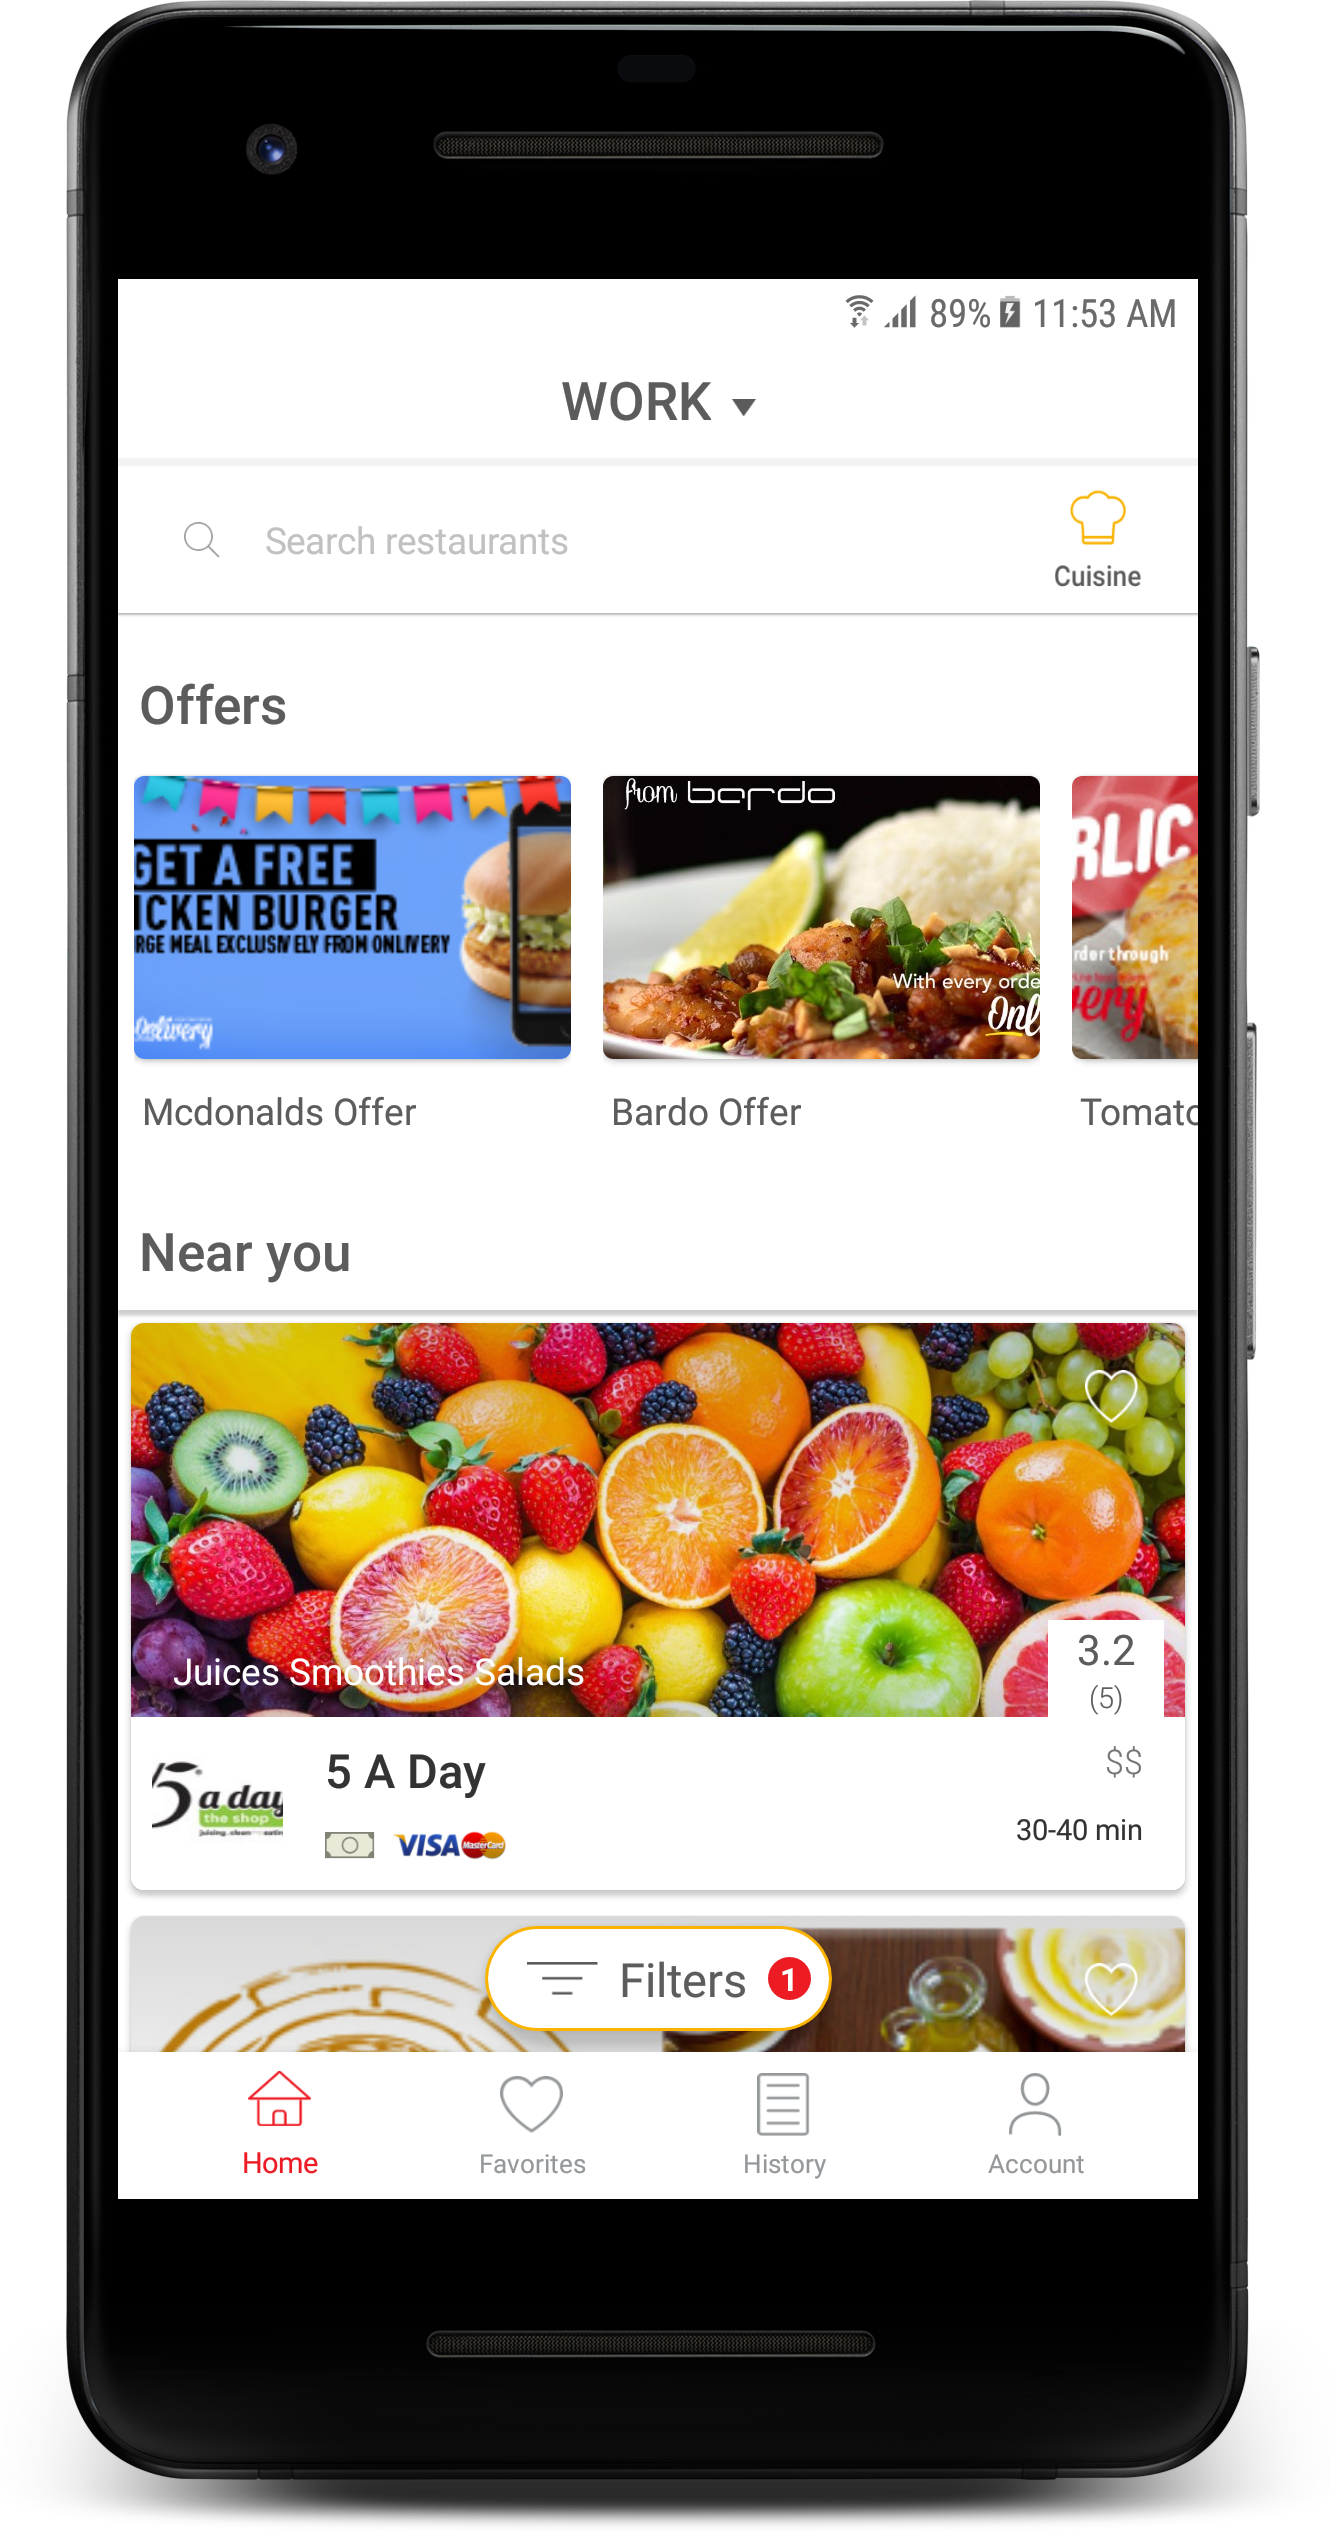 89% 11:53 AM
WORK
Search restaurants
Cuisine
Offers
GET A FREE
ICKEN BURGER
RGE MEAL EXCLUSIVELY FROM ONLIVERY
Onlivery
from bardo
With every orde
Onl
RLIC
rder through
very
Mcdonalds Offer
Bardo Offer
Tomato
Near you
Juices Smoothies Salads
3.2
(5)
5 a day
the shop
5 A Day
$$
VISA MasterCard
30-40 min
Filters 1
Home
Favorites
History
Account